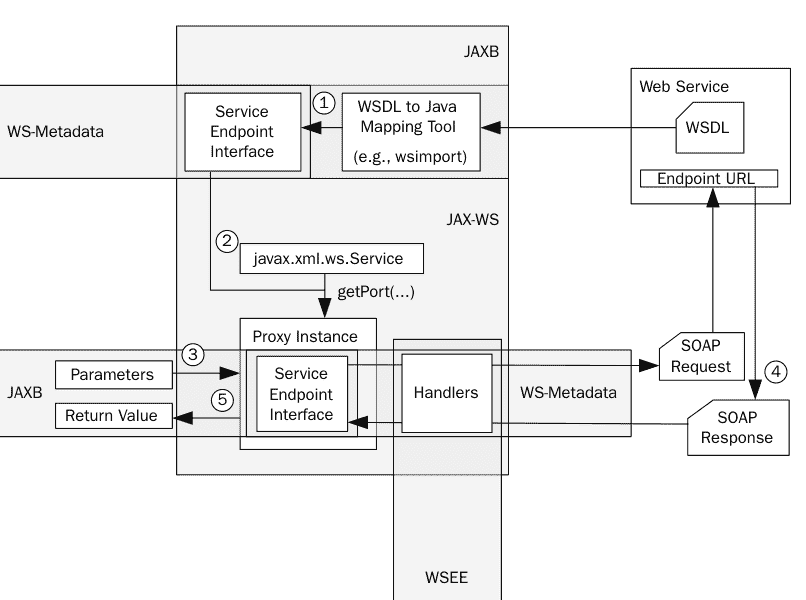 JAXB
Web Service
WS-Metadata
Service
Endpoint
Interface
1
WSDL to Java
Mapping Tool
(e.g., wsimport)
WSDL
Endpoint URL
JAX-WS
2
javax.xml.ws.Service
getPort(...)
Proxy Instance
3
JAXB
Parameters
Return Value
5
Service
Endpoint
Interface
Handlers
WS-Metadata
SOAP
Request
4
SOAP
Response
WSEE